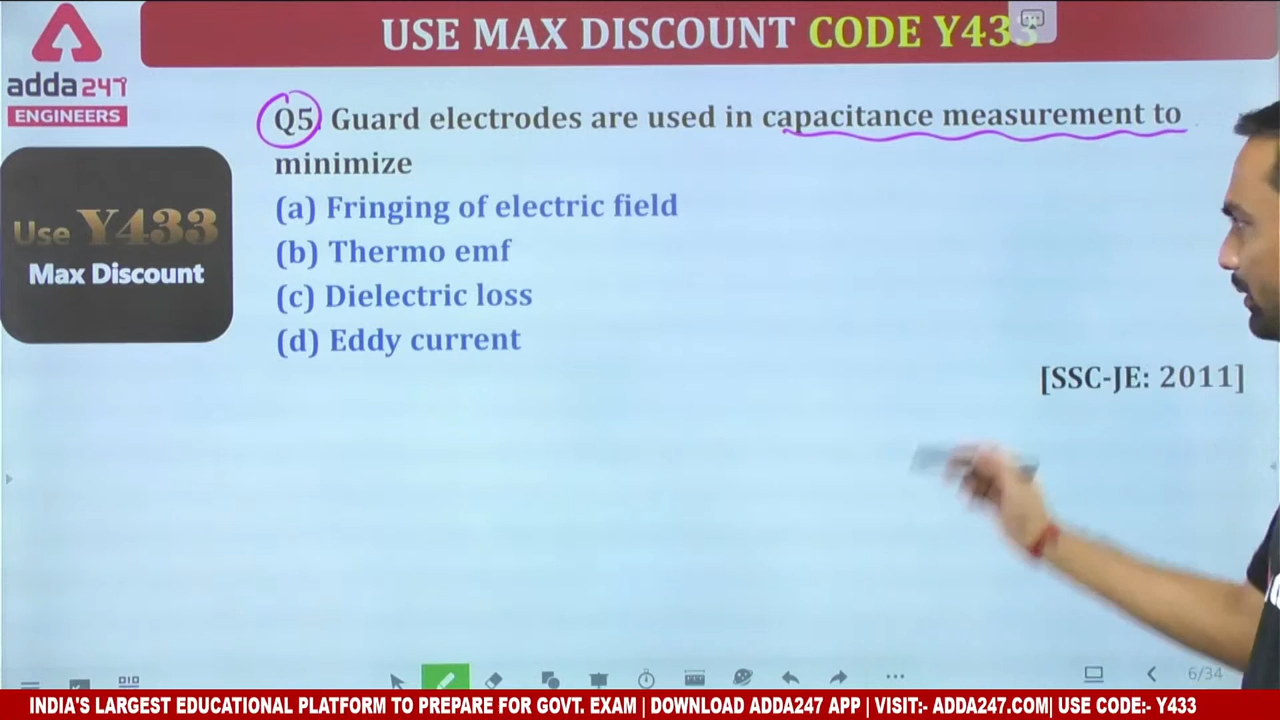 USE MAX DISCOUNT CODE Y433
adda247
ENGINEERS
Use Y433
Max Discount
Q5. Guard electrodes are used in capacitance measurement to
minimize
(a) Fringing of electric field
(b) Thermo emf
(c) Dielectric loss
(d) Eddy current
[SSC-JE: 2011]
6/34
INDIA'S LARGEST EDUCATIONAL PLATFORM TO PREPARE FOR GOVT. EXAM | DOWNLOAD ADDA247 APP | VISIT:- ADDA247.COM| USE CODE:- Y433